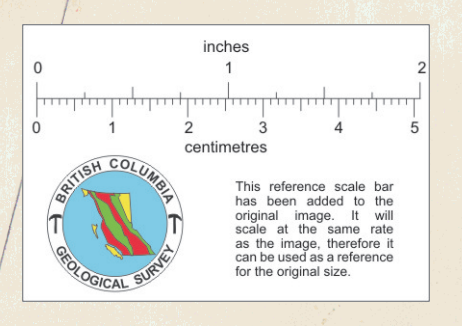 inches
0 1 2
0 1 2 3 4 5
centimetres
BRITISH COLUMBIA
GEOLOGICAL SURVEY
This reference scale bar
has been added to the
original image. It will
scale at the same rate
as the image, therefore it
can be used as a reference
for the original size.